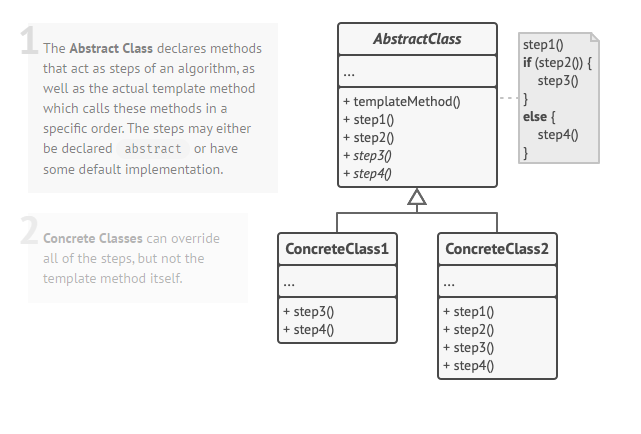 1
The Abstract Class declares methods
that act as steps of an algorithm, as
well as the actual template method
which calls these methods in a
specific order. The steps may either
be declared abstract or have
some default implementation.
2
Concrete Classes can override
all of the steps, but not the
template method itself.
AbstractClass
...
+ templateMethod()
+ step1()
+ step2()
+ step3()
+ step4()
step1()
if (step2()) {
step3()
}
else {
step4()
}
ConcreteClass1
...
+ step3()
+ step4()
ConcreteClass2
...
+ step1()
+ step2()
+ step3()
+ step4()